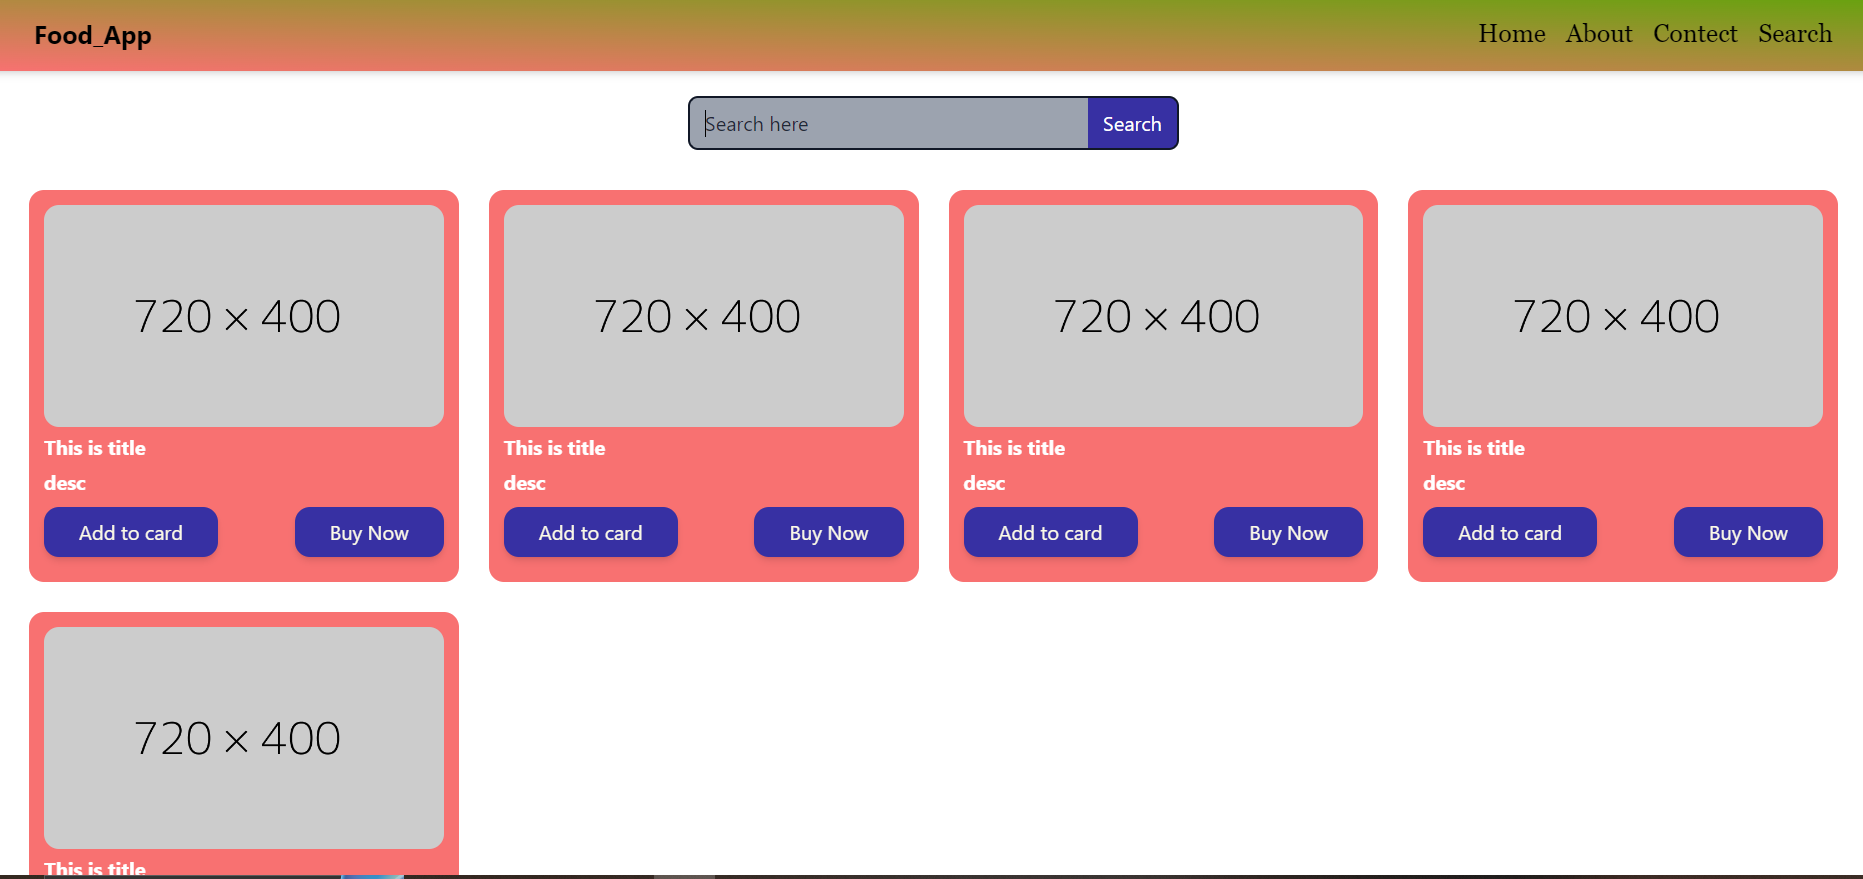 Food_App
Home About Contect Search
Search here Search
720 × 400 720 × 400 720 × 400 720 × 400
This is title This is title This is title This is title
desc desc desc desc
Add to card Buy Now Add to card Buy Now Add to card Buy Now Add to card Buy Now
720 × 400
This is title